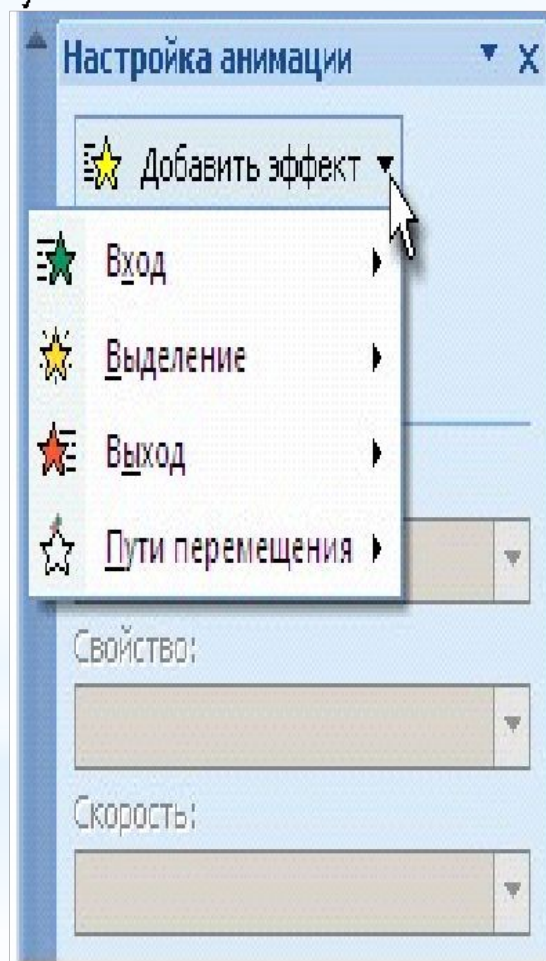 Настройка анимации
Добавить эффект
Вход
Выделение
Выход
Пути перемещения
Свойство:
Скорость: